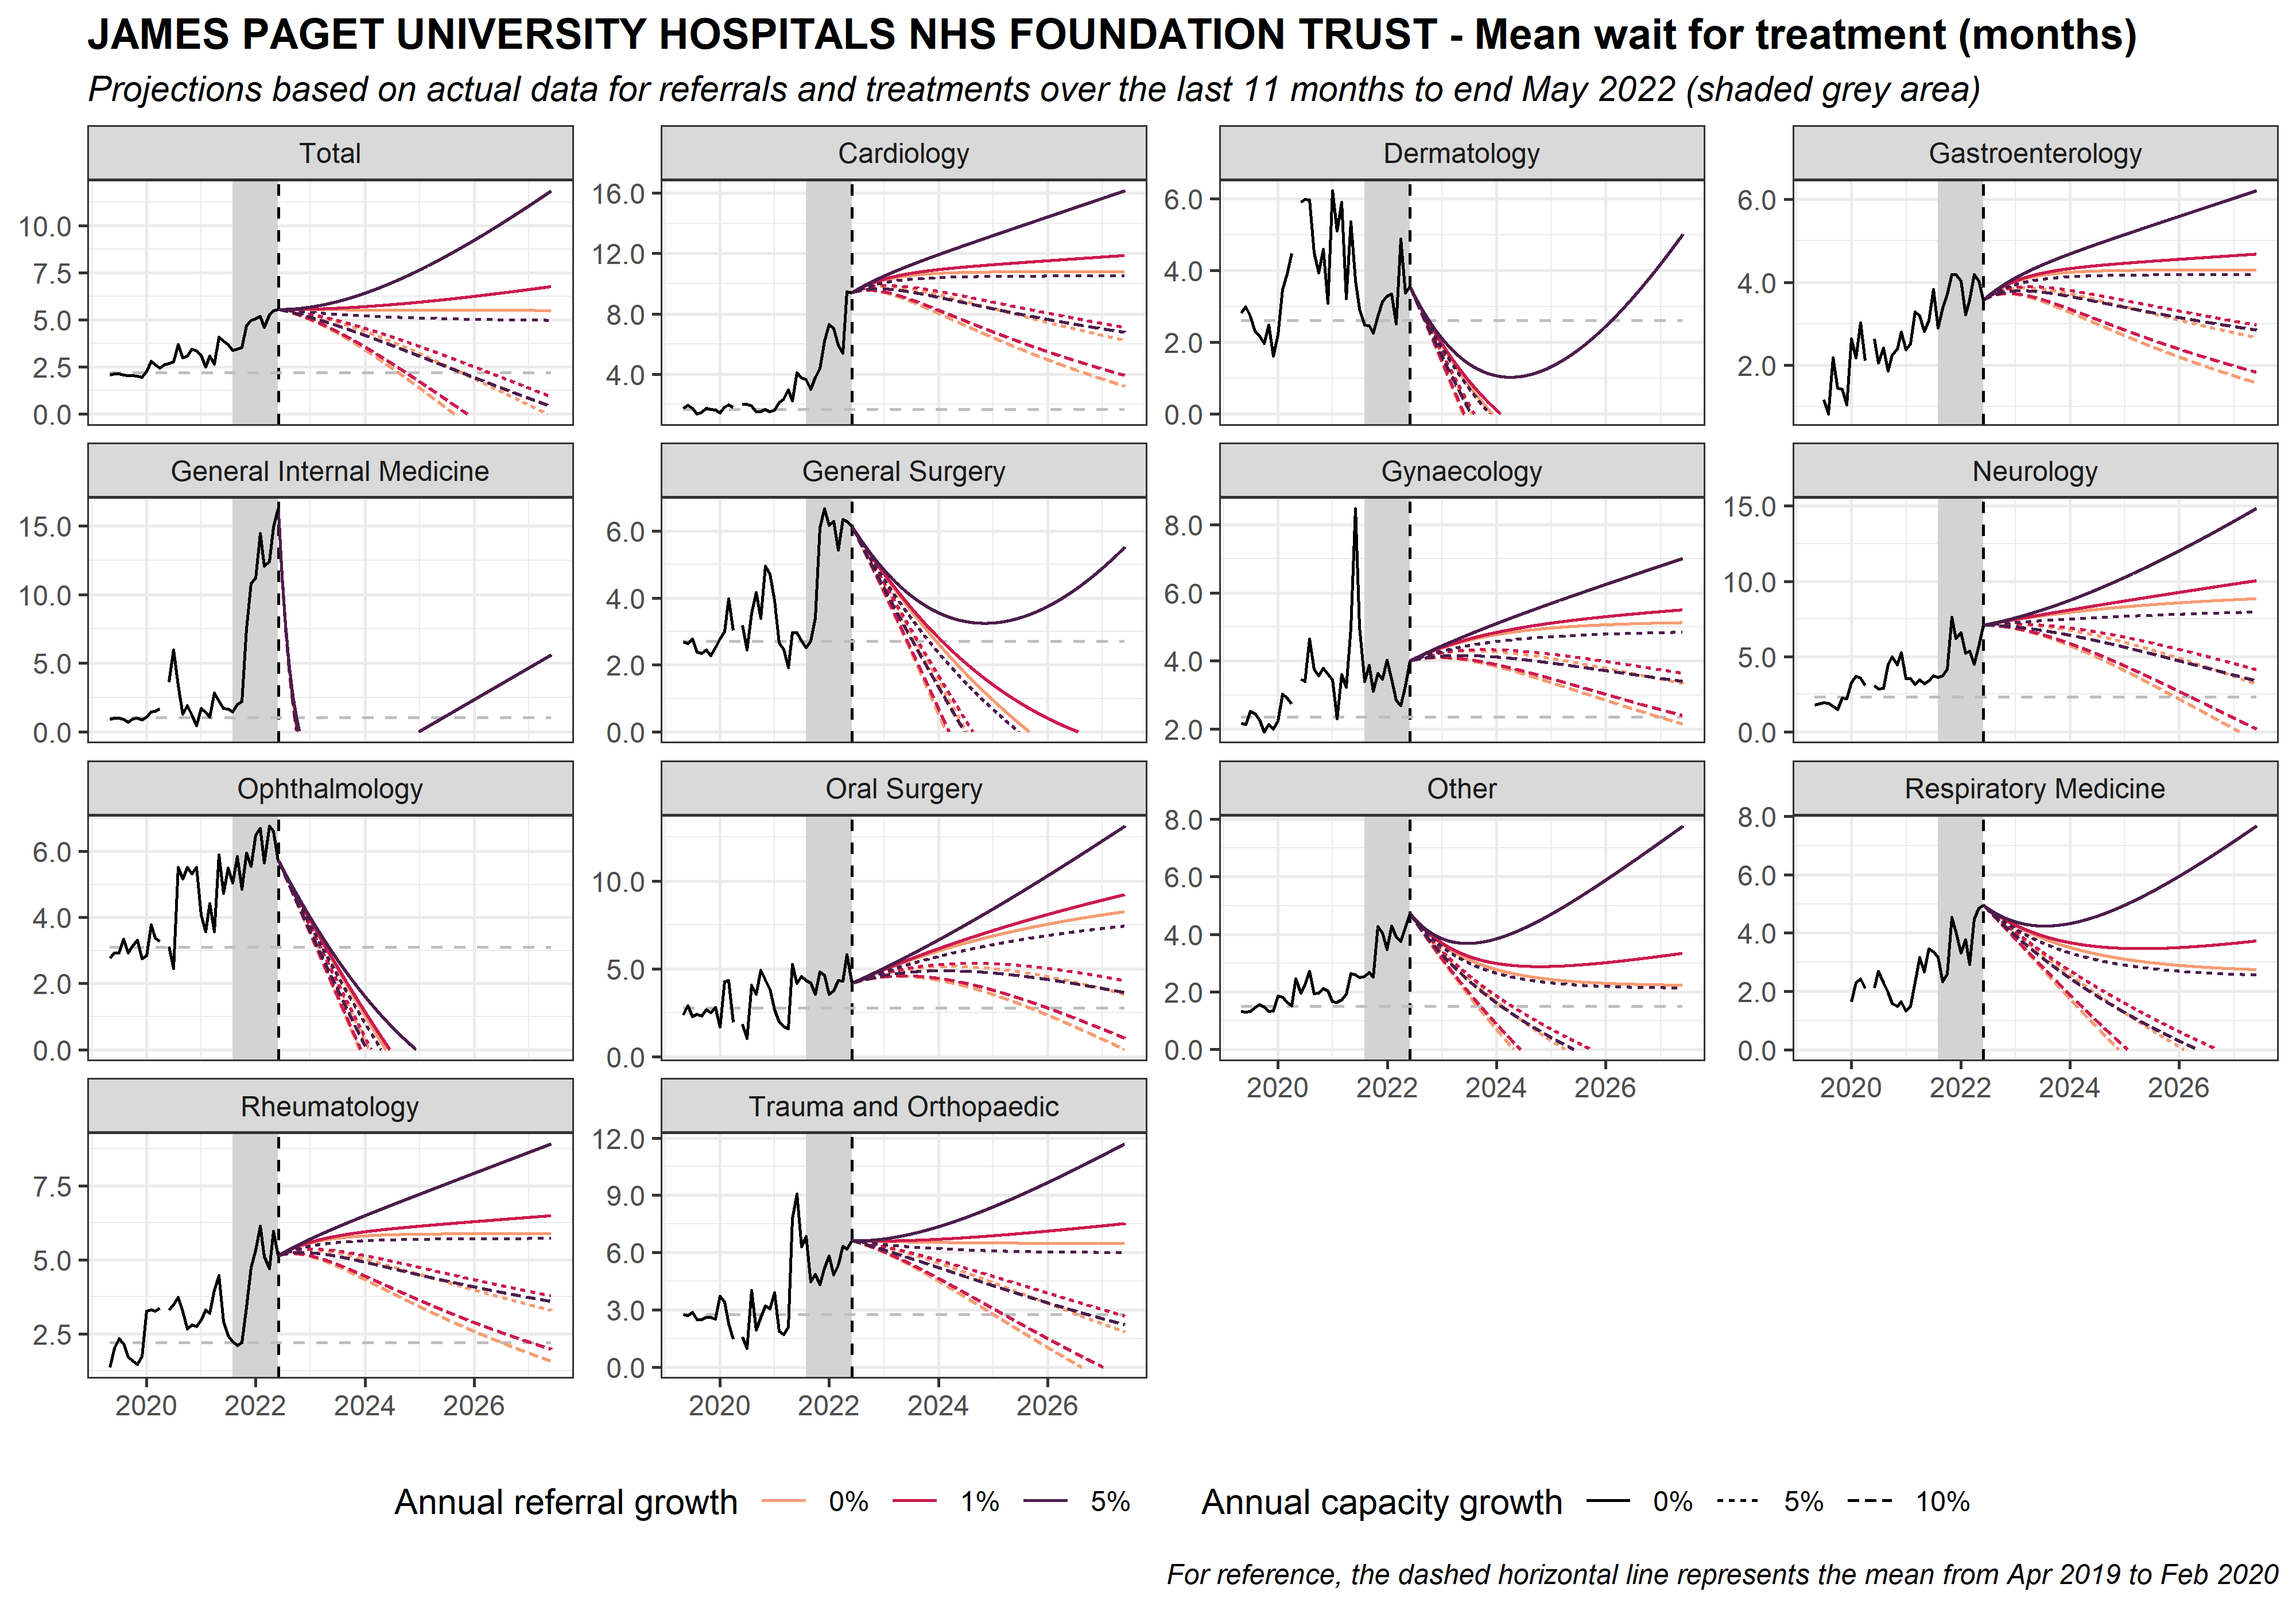 JAMES PAGET UNIVERSITY HOSPITALS NHS FOUNDATION TRUST - Mean wait for treatment (months)
Projections based on actual data for referrals and treatments over the last 11 months to end May 2022 (shaded grey area)
Total
10.0
7.5
5.0
2.5
0.0
Cardiology
16.0
12.0
8.0
4.0
Dermatology
6.0
4.0
2.0
0.0
Gastroenterology
6.0
4.0
2.0
General Internal Medicine
15.0
10.0
5.0
0.0
General Surgery
6.0
4.0
2.0
0.0
Gynaecology
8.0
6.0
4.0
2.0
Neurology
15.0
10.0
5.0
0.0
Ophthalmology
6.0
4.0
2.0
0.0
Oral Surgery
10.0
5.0
0.0
Other
8.0
6.0
4.0
2.0
0.0
2020 2022 2024 2026
Respiratory Medicine
8.0
6.0
4.0
2.0
0.0
2020 2022 2024 2026
Rheumatology
7.5
5.0
2.5
2020 2022 2024 2026
Trauma and Orthopaedic
12.0
9.0
6.0
3.0
0.0
2020 2022 2024 2026
Annual referral growth 0% 1% 5% Annual capacity growth 0% 5% 10%
For reference, the dashed horizontal line represents the mean from Apr 2019 to Feb 2020